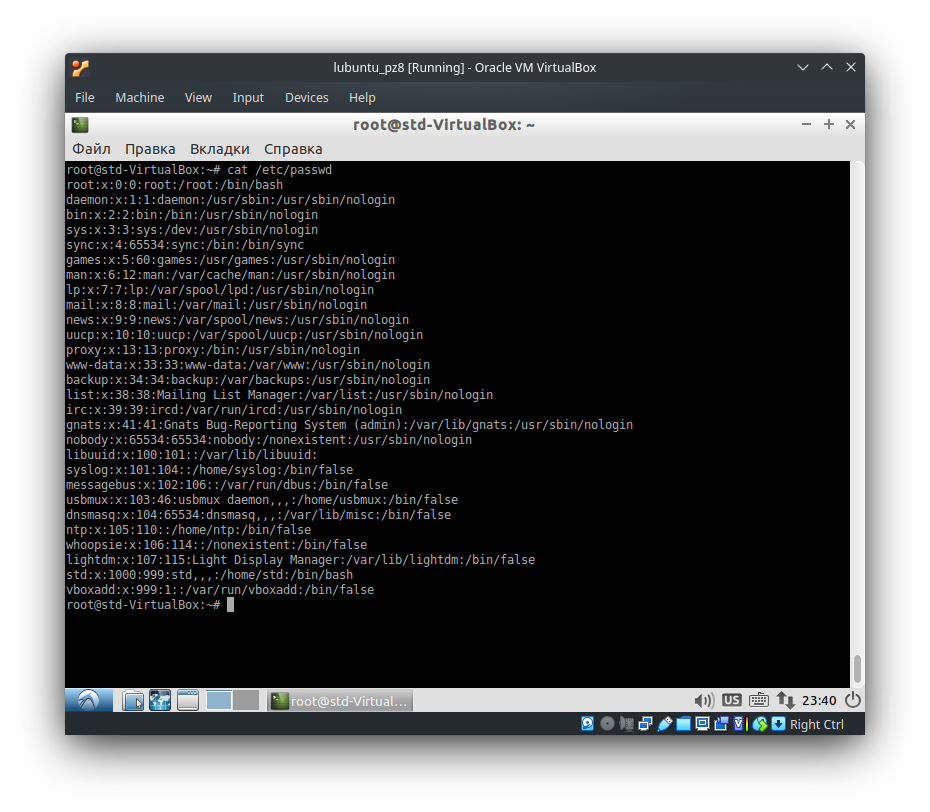 lubuntu_pz8 [Running] - Oracle VM VirtualBox
File Machine View Input Devices Help
root@std-VirtualBox: ~
Файл Правка Вкладки Справка
root@std-VirtualBox:~# cat /etc/passwd
root:x:0:0:root:/root:/bin/bash
daemon:x:1:1:daemon:/usr/sbin:/usr/sbin/nologin
bin:x:2:2:bin:/bin:/usr/sbin/nologin
sys:x:3:3:sys:/dev:/usr/sbin/nologin
sync:x:4:65534:sync:/bin:/bin/sync
games:x:5:60:games:/usr/games:/usr/sbin/nologin
man:x:6:12:man:/var/cache/man:/usr/sbin/nologin
lp:x:7:7:lp:/var/spool/lpd:/usr/sbin/nologin
mail:x:8:8:mail:/var/mail:/usr/sbin/nologin
news:x:9:9:news:/var/spool/news:/usr/sbin/nologin
uucp:x:10:10:uucp:/var/spool/uucp:/usr/sbin/nologin
proxy:x:13:13:proxy:/bin:/usr/sbin/nologin
www-data:x:33:33:www-data:/var/www:/usr/sbin/nologin
backup:x:34:34:backup:/var/backups:/usr/sbin/nologin
list:x:38:38:Mailing List Manager:/var/list:/usr/sbin/nologin
irc:x:39:39:ircd:/var/run/ircd:/usr/sbin/nologin
gnats:x:41:41:Gnats Bug-Reporting System (admin):/var/lib/gnats:/usr/sbin/nologin
nobody:x:65534:65534:nobody:/nonexistent:/usr/sbin/nologin
libuuid:x:100:101::/var/lib/libuuid:
syslog:x:101:104::/home/syslog:/bin/false
messagebus:x:102:106::/var/run/dbus:/bin/false
usbmux:x:103:46:usbmux daemon,,,:/home/usbmux:/bin/false
dnsmasq:x:104:65534:dnsmasq,,,:/var/lib/misc:/bin/false
ntp:x:105:110::/home/ntp:/bin/false
whoopsie:x:106:114::/nonexistent:/bin/false
lightdm:x:107:115:Light Display Manager:/var/lib/lightdm:/bin/false
std:x:1000:999:std,,,:/home/std:/bin/bash
vboxadd:x:999:1::/var/run/vboxadd:/bin/false
root@std-VirtualBox:~#
root@std-Virtual... US 23:40
Right Ctrl